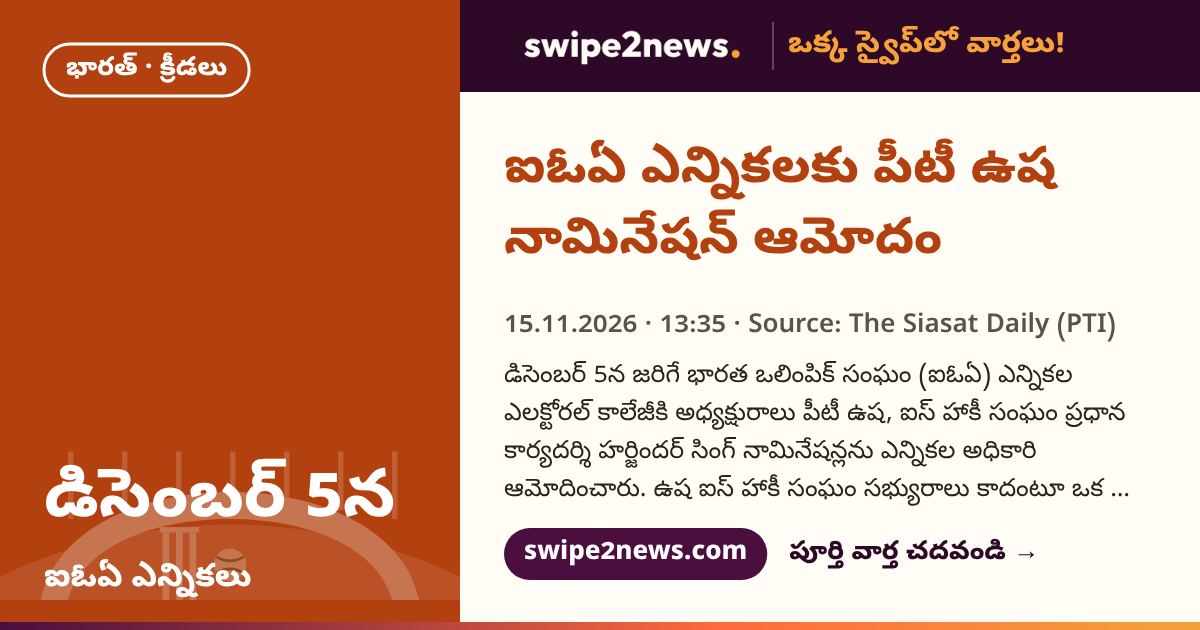 భారత్ · క్రీడలు
డిసెంబర్ 5న
ఐఓఏ ఎన్నికలు
swipe2news.
ఒక్క స్వైప్‌లో వార్తలు!
ఐఓఏ ఎన్నికలకు పీటీ ఉష
నామినేషన్ ఆమోదం
15.11.2026 · 13:35 · Source: The Siasat Daily (PTI)
డిసెంబర్ 5న జరిగే భారత ఒలింపిక్ సంఘం (ఐఓఏ) ఎన్నికల
ఎలక్టోరల్ కాలేజీకి అధ్యక్షురాలు పీటీ ఉష, ఐస్ హాకీ సంఘం ప్రధాన
కార్యదర్శి హర్జిందర్ సింగ్ నామినేషన్లను ఎన్నికల అధికారి
ఆమోదించారు. ఉష ఐస్ హాకీ సంఘం సభ్యురాలు కాదంటూ ఒక ...
swipe2news.com
పూర్తి వార్త చదవండి →